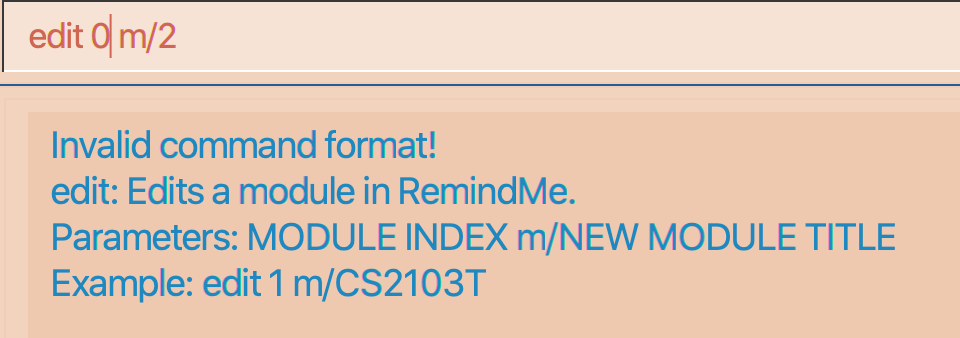 edit 0 m/2
Invalid command format!
edit: Edits a module in RemindMe.
Parameters: MODULE INDEX m/NEW MODULE TITLE
Example: edit 1 m/CS2103T